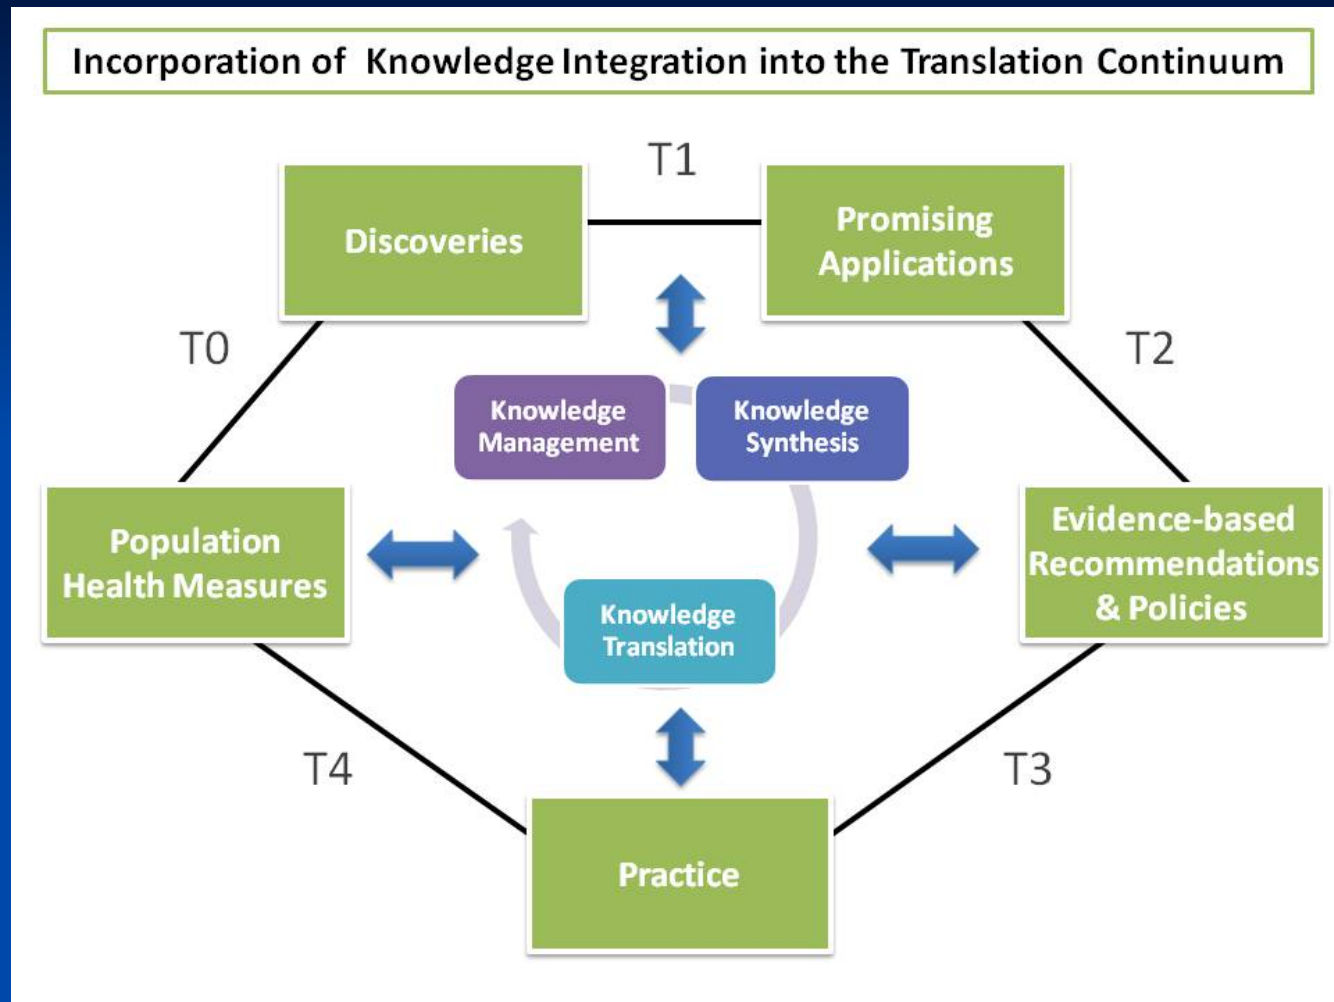 Incorporation of Knowledge Integration into the Translation Continuum
T1
Discoveries
Promising
Applications
T0
T2
Knowledge
Management
Knowledge
Synthesis
Population
Health Measures
Evidence-based
Recommendations
& Policies
Knowledge
Translation
T4
T3
Practice